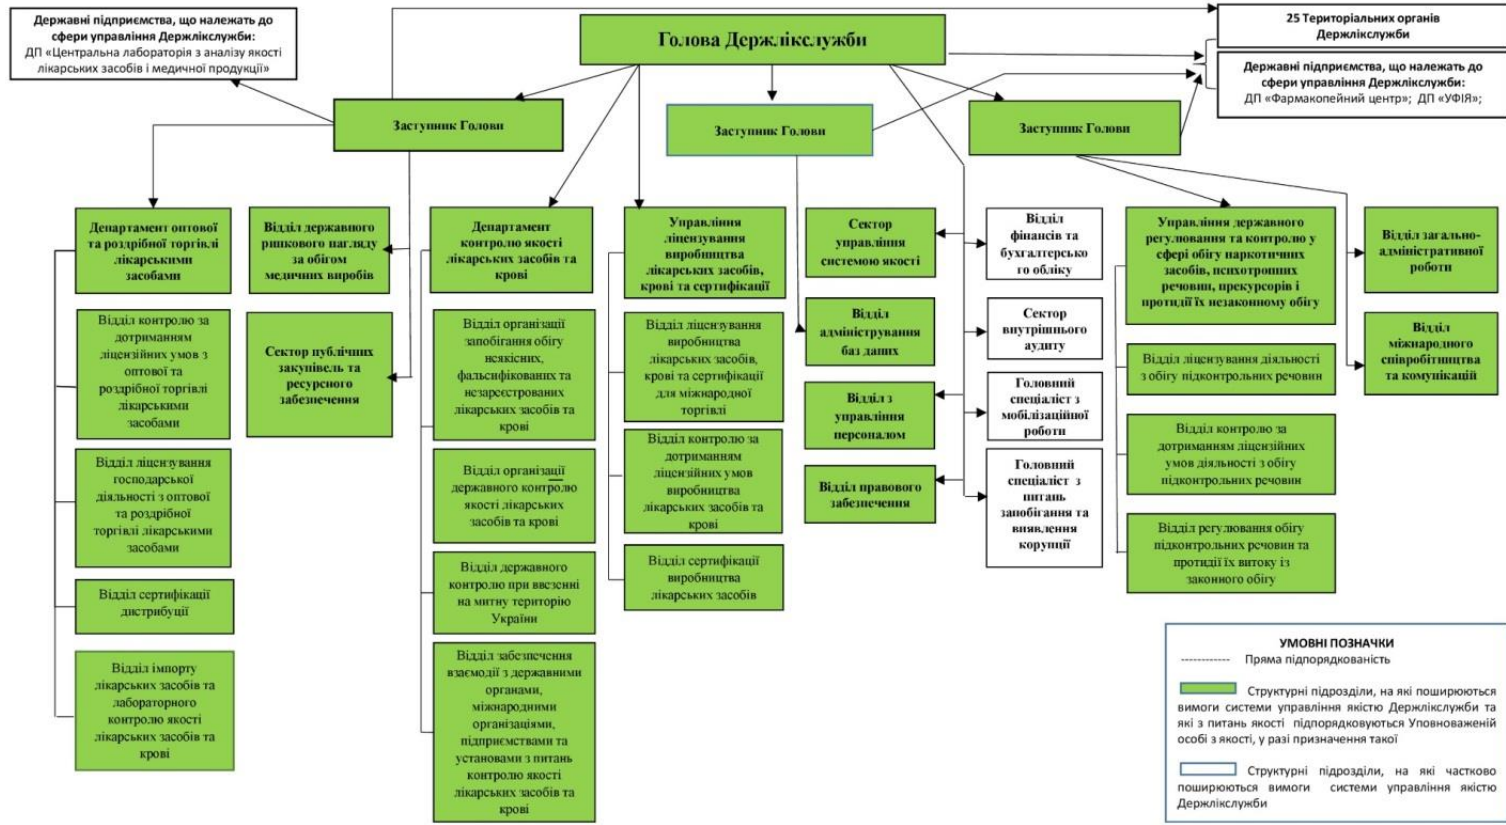 Державні підприємства, що належать до
сфери управління Держлікслужби:
ДП «Центральна лабораторія з аналізу якості
лікарських засобів і медичної продукції»
Голова Держлікслужби
25 Територіальних органів
Держлікслужби
Державні підприємства, що належать до
сфери управління Держлікслужби:
ДП «Фармакопейний центр»; ДП «УФІЯ»;
Заступник Голови
Заступник Голови
Заступник Голови
Департамент оптової
та роздрібної торгівлі
лікарськими
засобами
Відділ контролю за
дотриманням
ліцензійних умов з
оптової та
роздрібної торгівлі
лікарськими
засобами
Відділ ліцензування
господарської
діяльності з оптової
та роздрібної
торгівлі лікарськими
засобами
Відділ сертифікації
дистрибуції
Відділ імпорту
лікарських засобів та
лабораторного
контролю якості
лікарських засобів та
крові
Відділ державного
ринкового нагляду
за обігом
медичних виробів
Сектор публічних
закупівель та
ресурсного
забезпечення
Департамент
контролю якості
лікарських засобів та
крові
Відділ організації
запобігання обігу
неякісних,
фальсифікованих та
незареєстрованих
лікарських засобів та
крові
Відділ організації
державного контролю
якості лікарських
засобів та крові
Відділ державного
контролю при ввезенні
на митну територію
України
Відділ забезпечення
взаємодії з державними
органами,
міжнародними
організаціями,
підприємствами та
установами з питань
контролю якості
лікарських засобів та
крові
Управління
ліцензування
виробництва
лікарських засобів,
крові та сертифікації
Відділ ліцензування
виробництва
лікарських засобів,
крові та сертифікації
для міжнародної
торгівлі
Відділ контролю за
дотриманням
ліцензійних умов
виробництва
лікарських засобів та
крові
Відділ сертифікації
виробництва
лікарських засобів
Сектор
управління
системою якості
Відділ
адміністрування
баз даних
Відділ з
управління
персоналом
Відділ правового
забезпечення
Відділ
фінансів та
бухгалтерсько
го обліку
Сектор
внутрішнього
аудиту
Головний
спеціаліст з
мобілізаційної
роботи
Головний
спеціаліст з
питань
запобігання та
виявлення
корупції
Управління державного
регулювання та контролю у
сфері обігу наркотичних
засобів, психотропних
речовин, прекурсорів і
протидії їх незаконному обігу
Відділ ліцензування діяльності
з обігу підконтрольних речовин
Відділ контролю за
дотриманням ліцензійних
умов діяльності з обігу
підконтрольних речовин
Відділ регулювання обігу
підконтрольних речовин та
протидії їх витоку із
законного обігу
Відділ загально-
адміністративної
роботи
Відділ
міжнародного
співробітництва
та комунікацій
УМОВНІ ПОЗНАЧКИ
------------ Пряма підпорядкованість
Структурні підрозділи, на які поширюються
вимоги системи управління якістю Держлікслужби та
які з питань якості підпорядковуються Уповноваженій
особі з якості, у разі призначення такої
Структурні підрозділи, на які частково
поширюються вимоги системи управління якістю
Держлікслужби